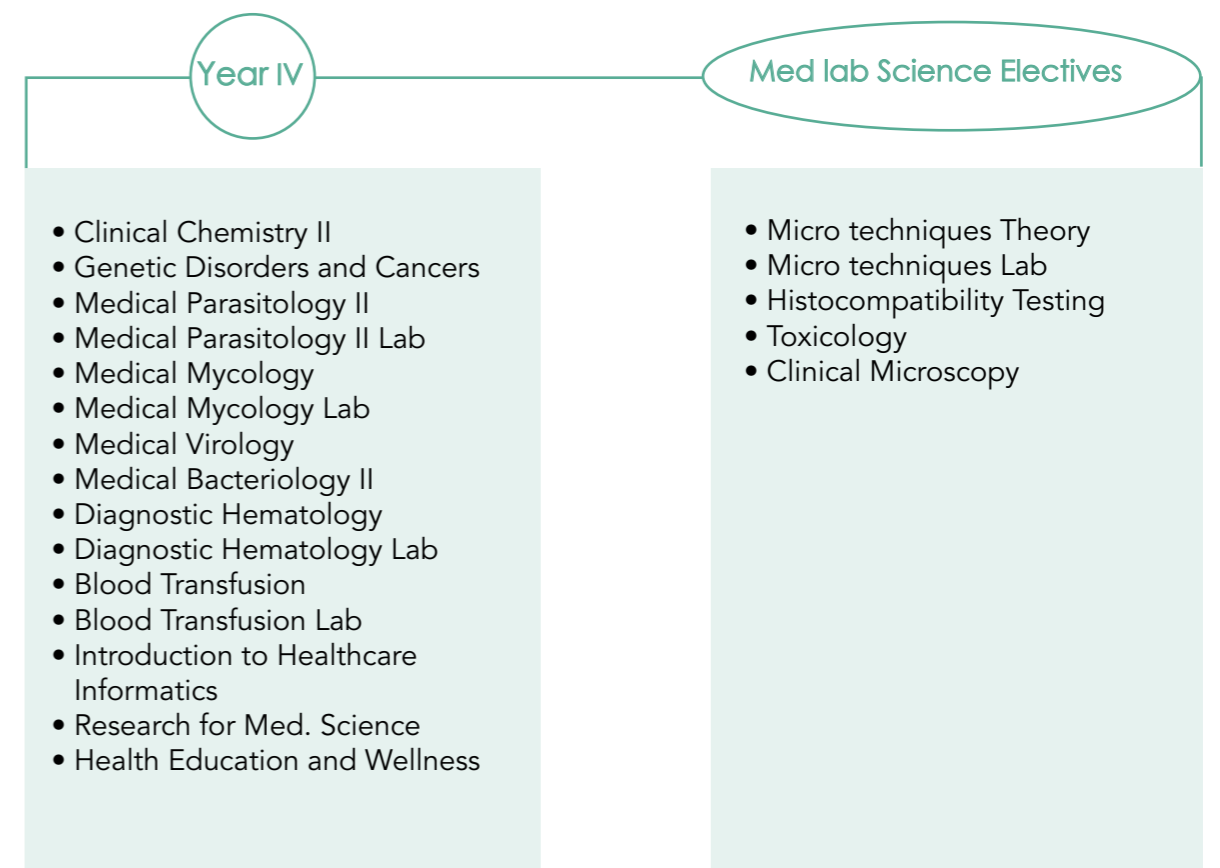 Year IV
• Clinical Chemistry II
• Genetic Disorders and Cancers
• Medical Parasitology II
• Medical Parasitology II Lab
• Medical Mycology
• Medical Mycology Lab
• Medical Virology
• Medical Bacteriology II
• Diagnostic Hematology
• Diagnostic Hematology Lab
• Blood Transfusion
• Blood Transfusion Lab
• Introduction to Healthcare
Informatics
• Research for Med. Science
• Health Education and Wellness
Med lab Science Electives
• Micro techniques Theory
• Micro techniques Lab
• Histocompatibility Testing
• Toxicology
• Clinical Microscopy